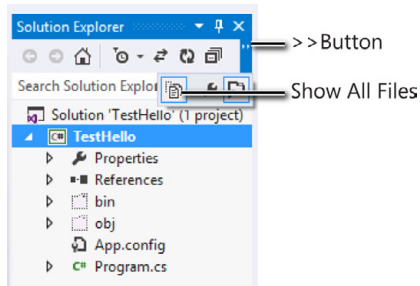 Solution Explorer
>>Button
Search Solution Explo
Show All Files
Solution 'TestHello' (1 project)
C# TestHello
Properties
References
bin
obj
App.config
C# Program.cs